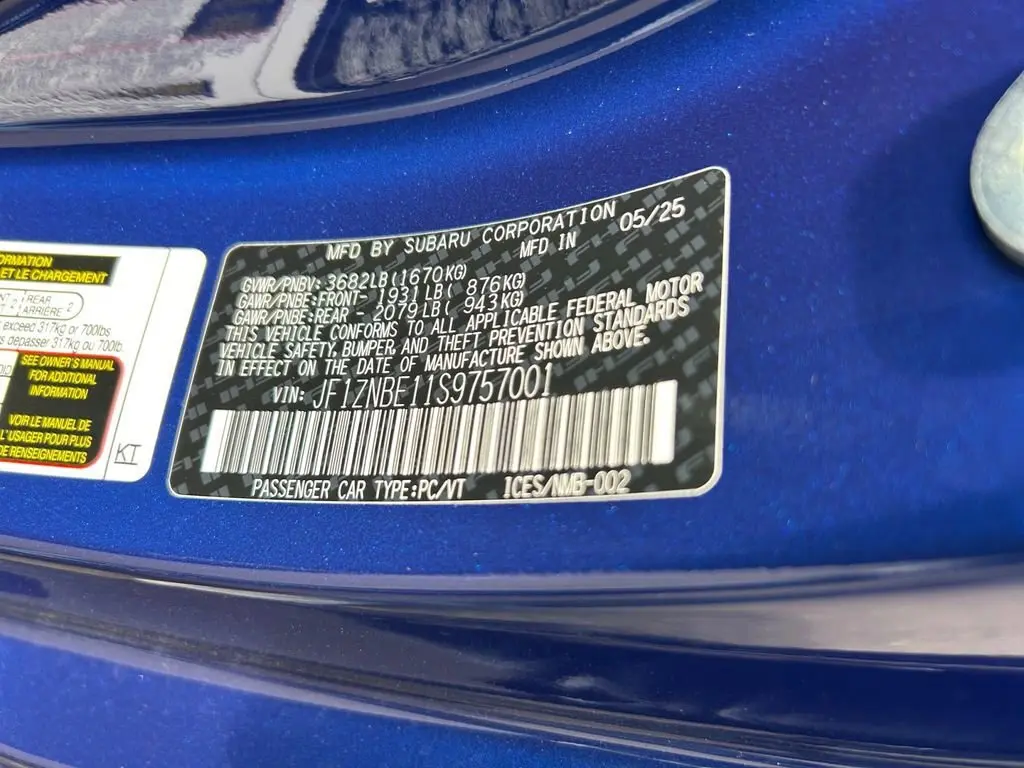 ORMATION
ET LE CHARGEMENT
REAR
ARRIÈRE 2
exceed 317kg or 700lbs
dépasser 317kg ou 700lb.
SEE OWNER'S MANUAL
FOR ADDITIONAL
INFORMATION
VOIR LE MANUEL DE
L'USAGER POUR PLUS
DE RENSEIGNEMENTS
KT
MFD BY SUBARU CORPORATION
MFD IN 05/25
GVWR/PNBV: 3682LB(1670KG)
GAWR/PNBE:FRONT- 1931LB( 876KG)
GAWR/PNBE:REAR - 2079LB( 943KG)
THIS VEHICLE CONFORMS TO ALL APPLICABLE FEDERAL MOTOR
VEHICLE SAFETY, BUMPER, AND THEFT PREVENTION STANDARDS
IN EFFECT ON THE DATE OF MANUFACTURE SHOWN ABOVE.
VIN: JF1ZNBE11S9757001
PASSENGER CAR TYPE:PC/VT ICES/NMB-002